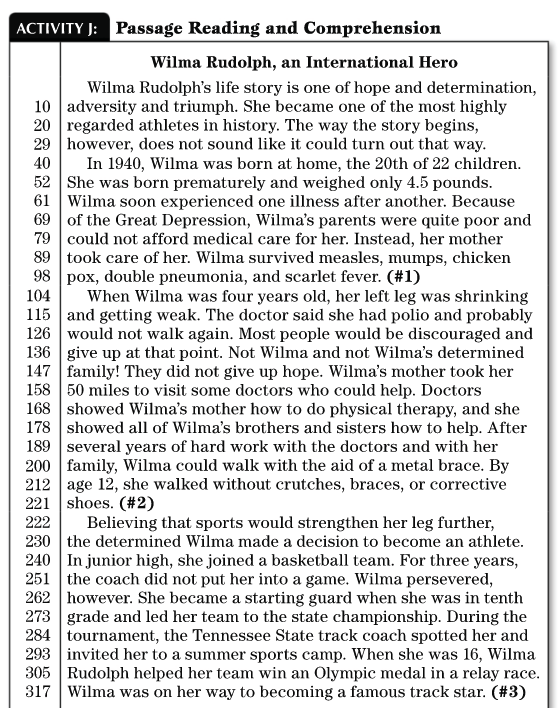 ACTIVITY J: Passage Reading and Comprehension
Wilma Rudolph, an International Hero
Wilma Rudolph's life story is one of hope and determination,
10 adversity and triumph. She became one of the most highly
20 regarded athletes in history. The way the story begins,
29 however, does not sound like it could turn out that way.
40 In 1940, Wilma was born at home, the 20th of 22 children.
52 She was born prematurely and weighed only 4.5 pounds.
61 Wilma soon experienced one illness after another. Because
69 of the Great Depression, Wilma's parents were quite poor and
79 could not afford medical care for her. Instead, her mother
89 took care of her. Wilma survived measles, mumps, chicken
98 pox, double pneumonia, and scarlet fever. (#1)
104 When Wilma was four years old, her left leg was shrinking
115 and getting weak. The doctor said she had polio and probably
126 would not walk again. Most people would be discouraged and
136 give up at that point. Not Wilma and not Wilma's determined
147 family! They did not give up hope. Wilma's mother took her
158 50 miles to visit some doctors who could help. Doctors
168 showed Wilma's mother how to do physical therapy, and she
178 showed all of Wilma's brothers and sisters how to help. After
189 several years of hard work with the doctors and with her
200 family, Wilma could walk with the aid of a metal brace. By
212 age 12, she walked without crutches, braces, or corrective
221 shoes. (#2)
222 Believing that sports would strengthen her leg further,
230 the determined Wilma made a decision to become an athlete.
240 In junior high, she joined a basketball team. For three years,
251 the coach did not put her into a game. Wilma persevered,
262 however. She became a starting guard when she was in tenth
273 grade and led her team to the state championship. During the
284 tournament, the Tennessee State track coach spotted her and
293 invited her to a summer sports camp. When she was 16, Wilma
305 Rudolph helped her team win an Olympic medal in a relay race.
317 Wilma was on her way to becoming a famous track star. (#3)